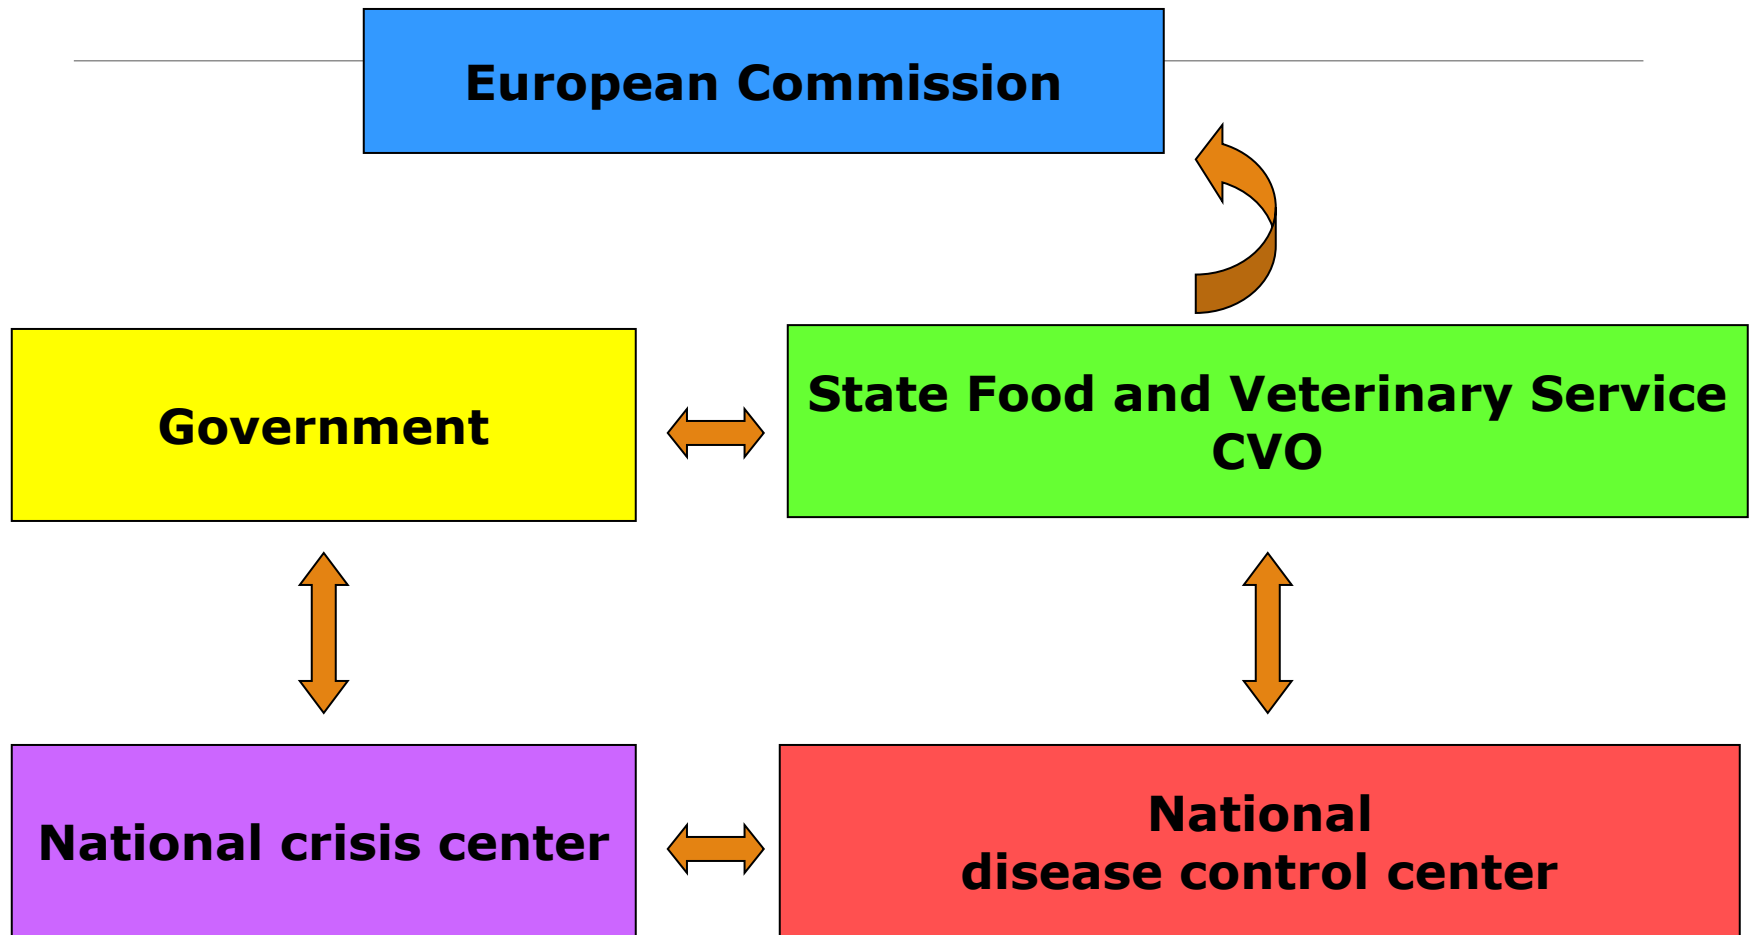 European Commission
Government
State Food and Veterinary Service
CVO
National crisis center
National
disease control center